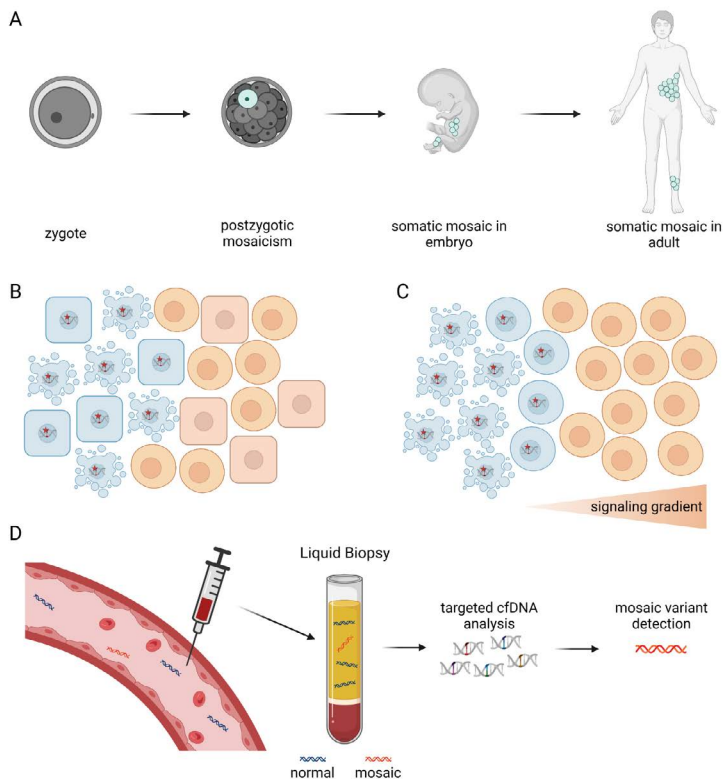 A
zygote
postzygotic
mosaicism
somatic mosaic in
embryo
somatic mosaic in
adult
B
C
signaling gradient
D
Liquid Biopsy
targeted cfDNA
analysis
mosaic variant
detection
normal
mosaic